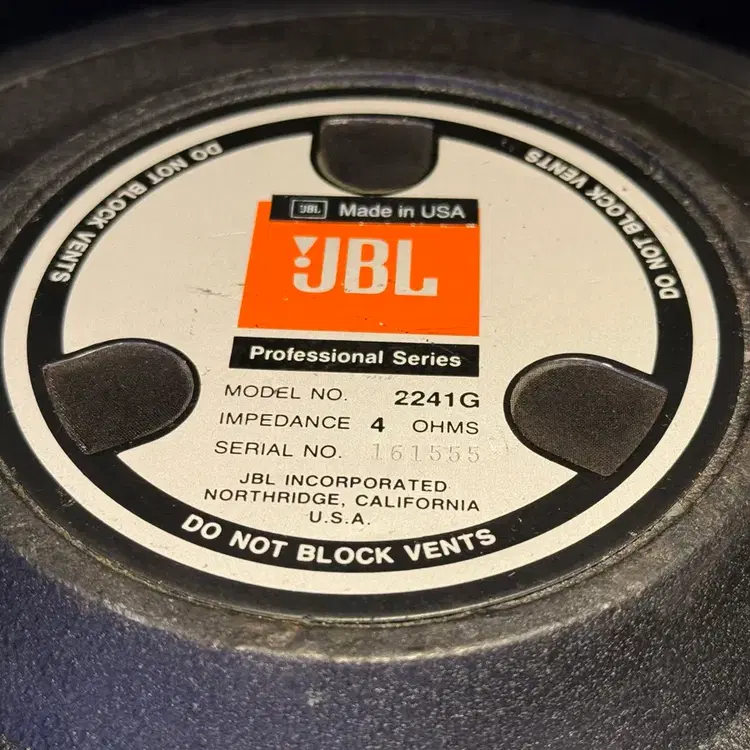 DO NOT BLOCK VENTS
DO NOT BLOCK VENTS
JBL Made in USA
JBL
Professional Series
MODEL NO. 2241G
IMPEDANCE 4 OHMS
SERIAL NO. 161555
JBL INCORPORATED
NORTHRIDGE, CALIFORNIA
U.S.A.
DO NOT BLOCK VENTS